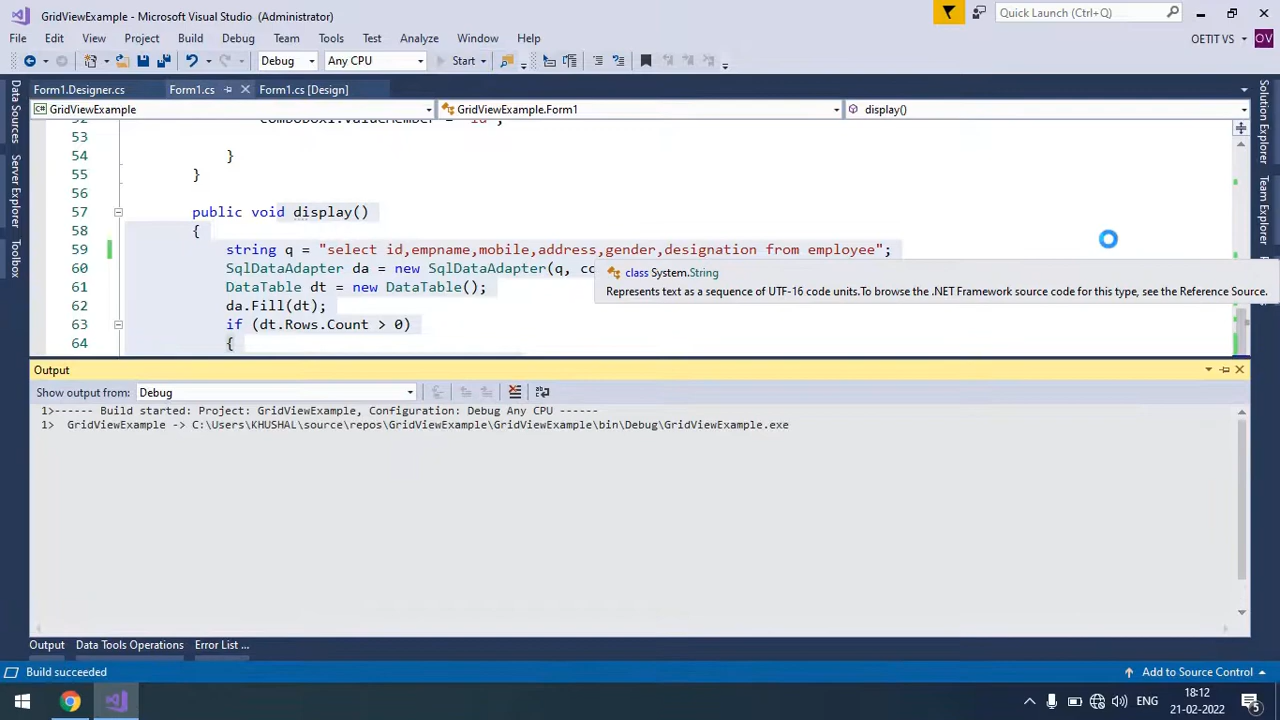 GridViewExample - Microsoft Visual Studio (Administrator)
Quick Launch (Ctrl+Q)
File Edit View Project Build Debug Team Tools Test Analyze Window Help
OETIT VS OV
Debug Any CPU Start
Form1.Designer.cs Form1.cs Form1.cs [Design]
GridViewExample GridViewExample.Form1 display()
Data Sources
Server Explorer
Toolbox
Solution Explorer
Team Explorer
52 comboBox1.ValueMember = "id";
53
54 }
55 }
56
57 public void display()
58 {
59 string q = "select id,empname,mobile,address,gender,designation from employee";
60 SqlDataAdapter da = new SqlDataAdapter(q, co
class System.String
61 DataTable dt = new DataTable();
Represents text as a sequence of UTF-16 code units.To browse the .NET Framework source code for this type, see the Reference Source.
62 da.Fill(dt);
63 if (dt.Rows.Count > 0)
64 {
Output
Show output from: Debug
1>------ Build started: Project: GridViewExample, Configuration: Debug Any CPU ------
1> GridViewExample -> C:\Users\KHUSHAL\source\repos\GridViewExample\GridViewExample\bin\Debug\GridViewExample.exe
Output Data Tools Operations Error List ...
Build succeeded
Add to Source Control
ENG
18:12
21-02-2022
5